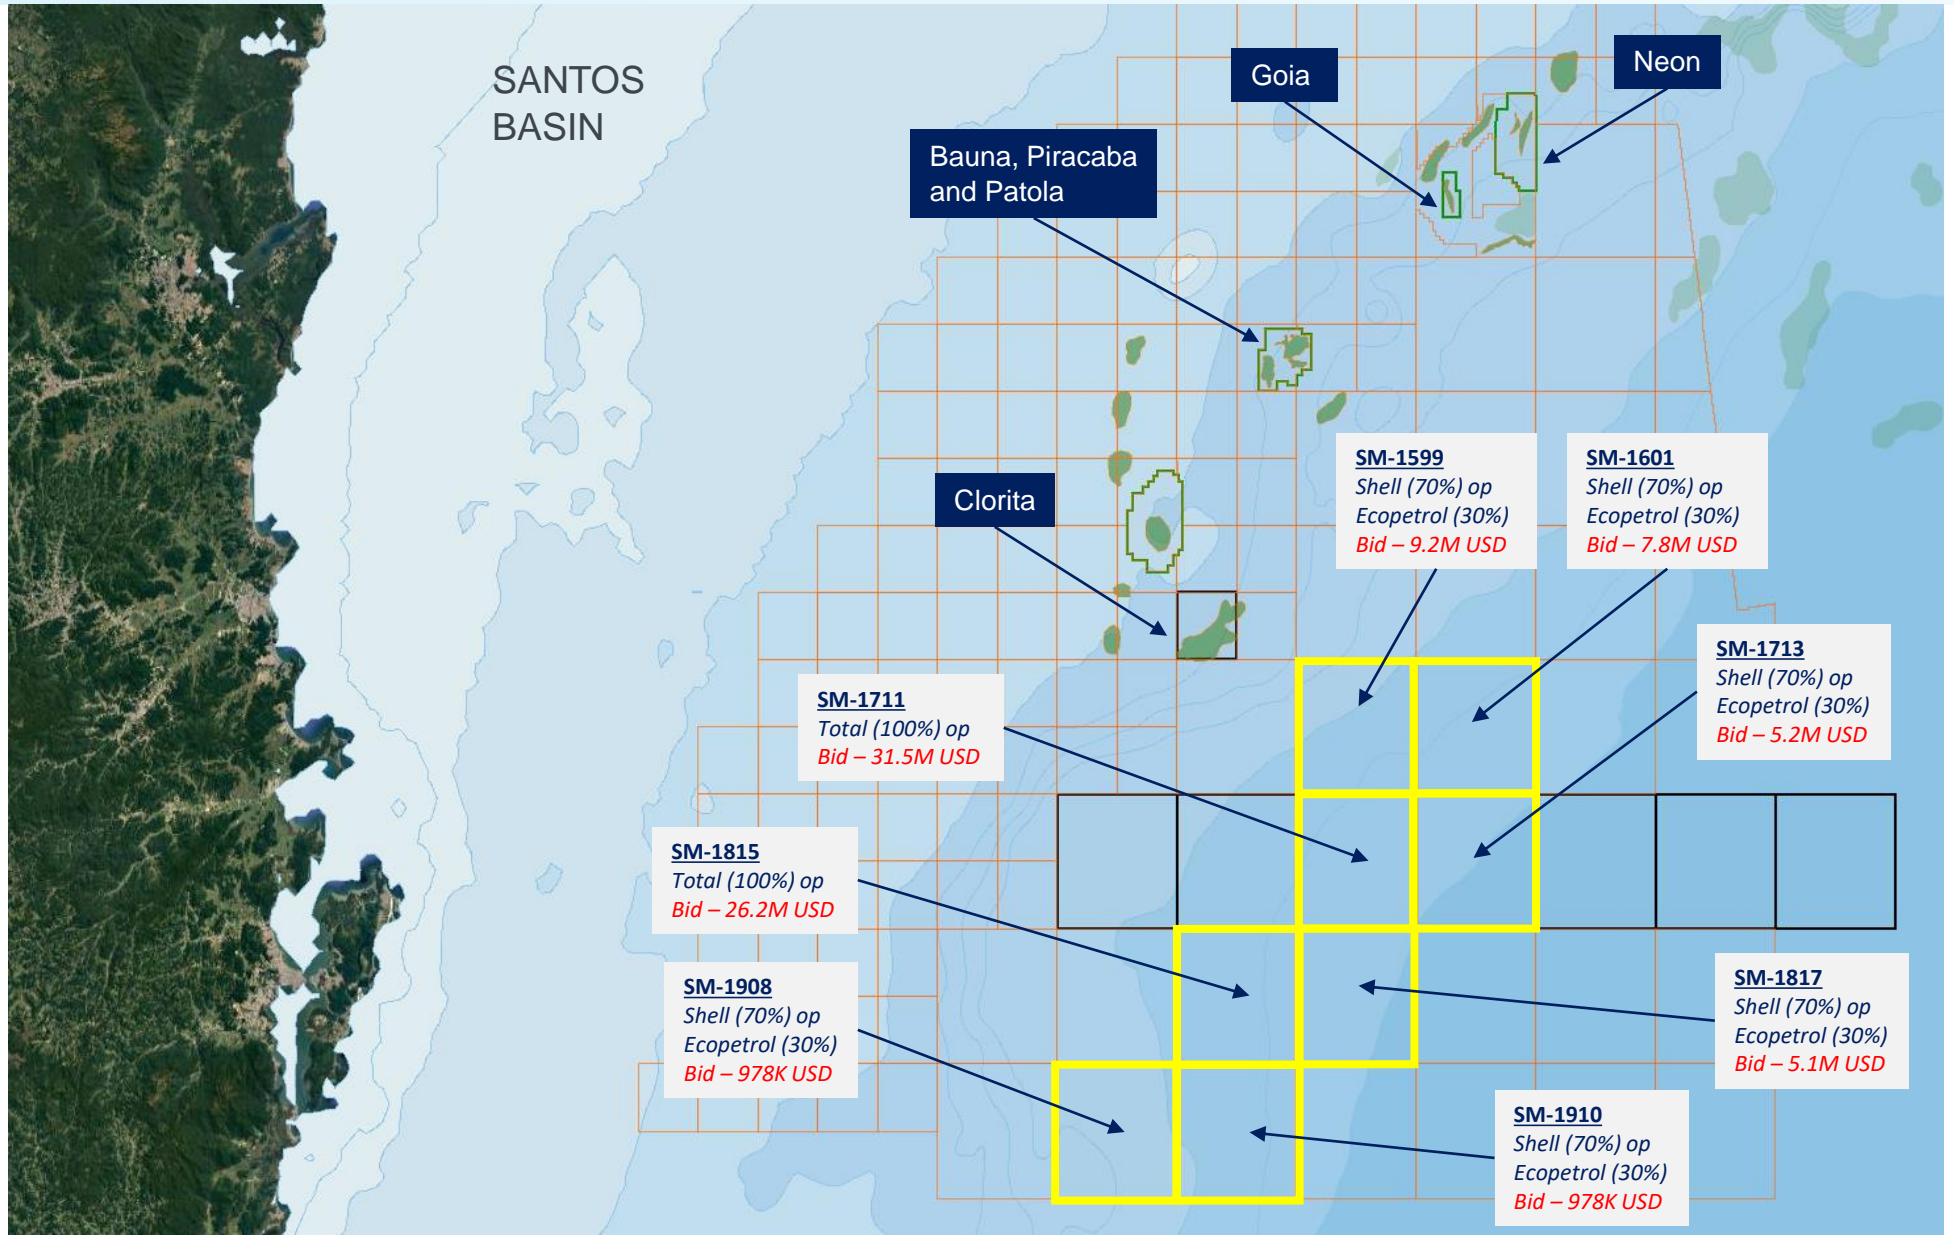 SANTOS
BASIN
Goia
Neon
Bauna, Piracaba
and Patola
Clorita
SM-1599
Shell (70%) op
Ecopetrol (30%)
Bid – 9.2M USD
SM-1601
Shell (70%) op
Ecopetrol (30%)
Bid – 7.8M USD
SM-1713
Shell (70%) op
Ecopetrol (30%)
Bid – 5.2M USD
SM-1711
Total (100%) op
Bid – 31.5M USD
SM-1815
Total (100%) op
Bid – 26.2M USD
SM-1908
Shell (70%) op
Ecopetrol (30%)
Bid – 978K USD
SM-1817
Shell (70%) op
Ecopetrol (30%)
Bid – 5.1M USD
SM-1910
Shell (70%) op
Ecopetrol (30%)
Bid – 978K USD